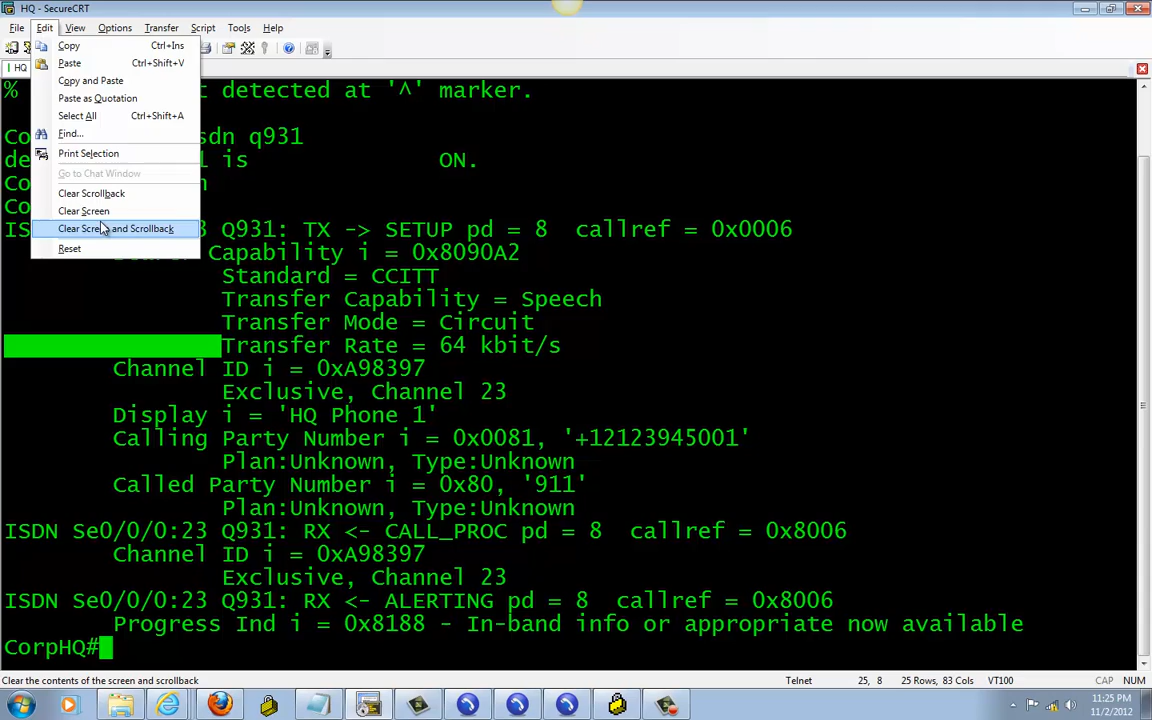 HQ - SecureCRT
File Edit View Options Transfer Script Tools Help
HQ
Copy Ctrl+Ins
Paste Ctrl+Shift+V
Copy and Paste
Paste as Quotation
Select All Ctrl+Shift+A
Find...
Print Selection
Go to Chat Window
Clear Scrollback
Clear Screen
Clear Screen and Scrollback
Reset
% t detected at '^' marker.
Co sdn q931
de l is ON.
Co n
Co
IS 3 Q931: TX -> SETUP pd = 8 callref = 0x0006
Capability i = 0x8090A2
Standard = CCITT
Transfer Capability = Speech
Transfer Mode = Circuit
Transfer Rate = 64 kbit/s
Channel ID i = 0xA98397
Exclusive, Channel 23
Display i = 'HQ Phone 1'
Calling Party Number i = 0x0081, '+12123945001'
Plan:Unknown, Type:Unknown
Called Party Number i = 0x80, '911'
Plan:Unknown, Type:Unknown
ISDN Se0/0/0:23 Q931: RX <- CALL_PROC pd = 8 callref = 0x8006
Channel ID i = 0xA98397
Exclusive, Channel 23
ISDN Se0/0/0:23 Q931: RX <- ALERTING pd = 8 callref = 0x8006
Progress Ind i = 0x8188 - In-band info or appropriate now available
CorpHQ#
Clear the contents of the screen and scrollback Telnet 25, 8 25 Rows, 83 Cols VT100 CAP NUM
11:25 PM
11/2/2012